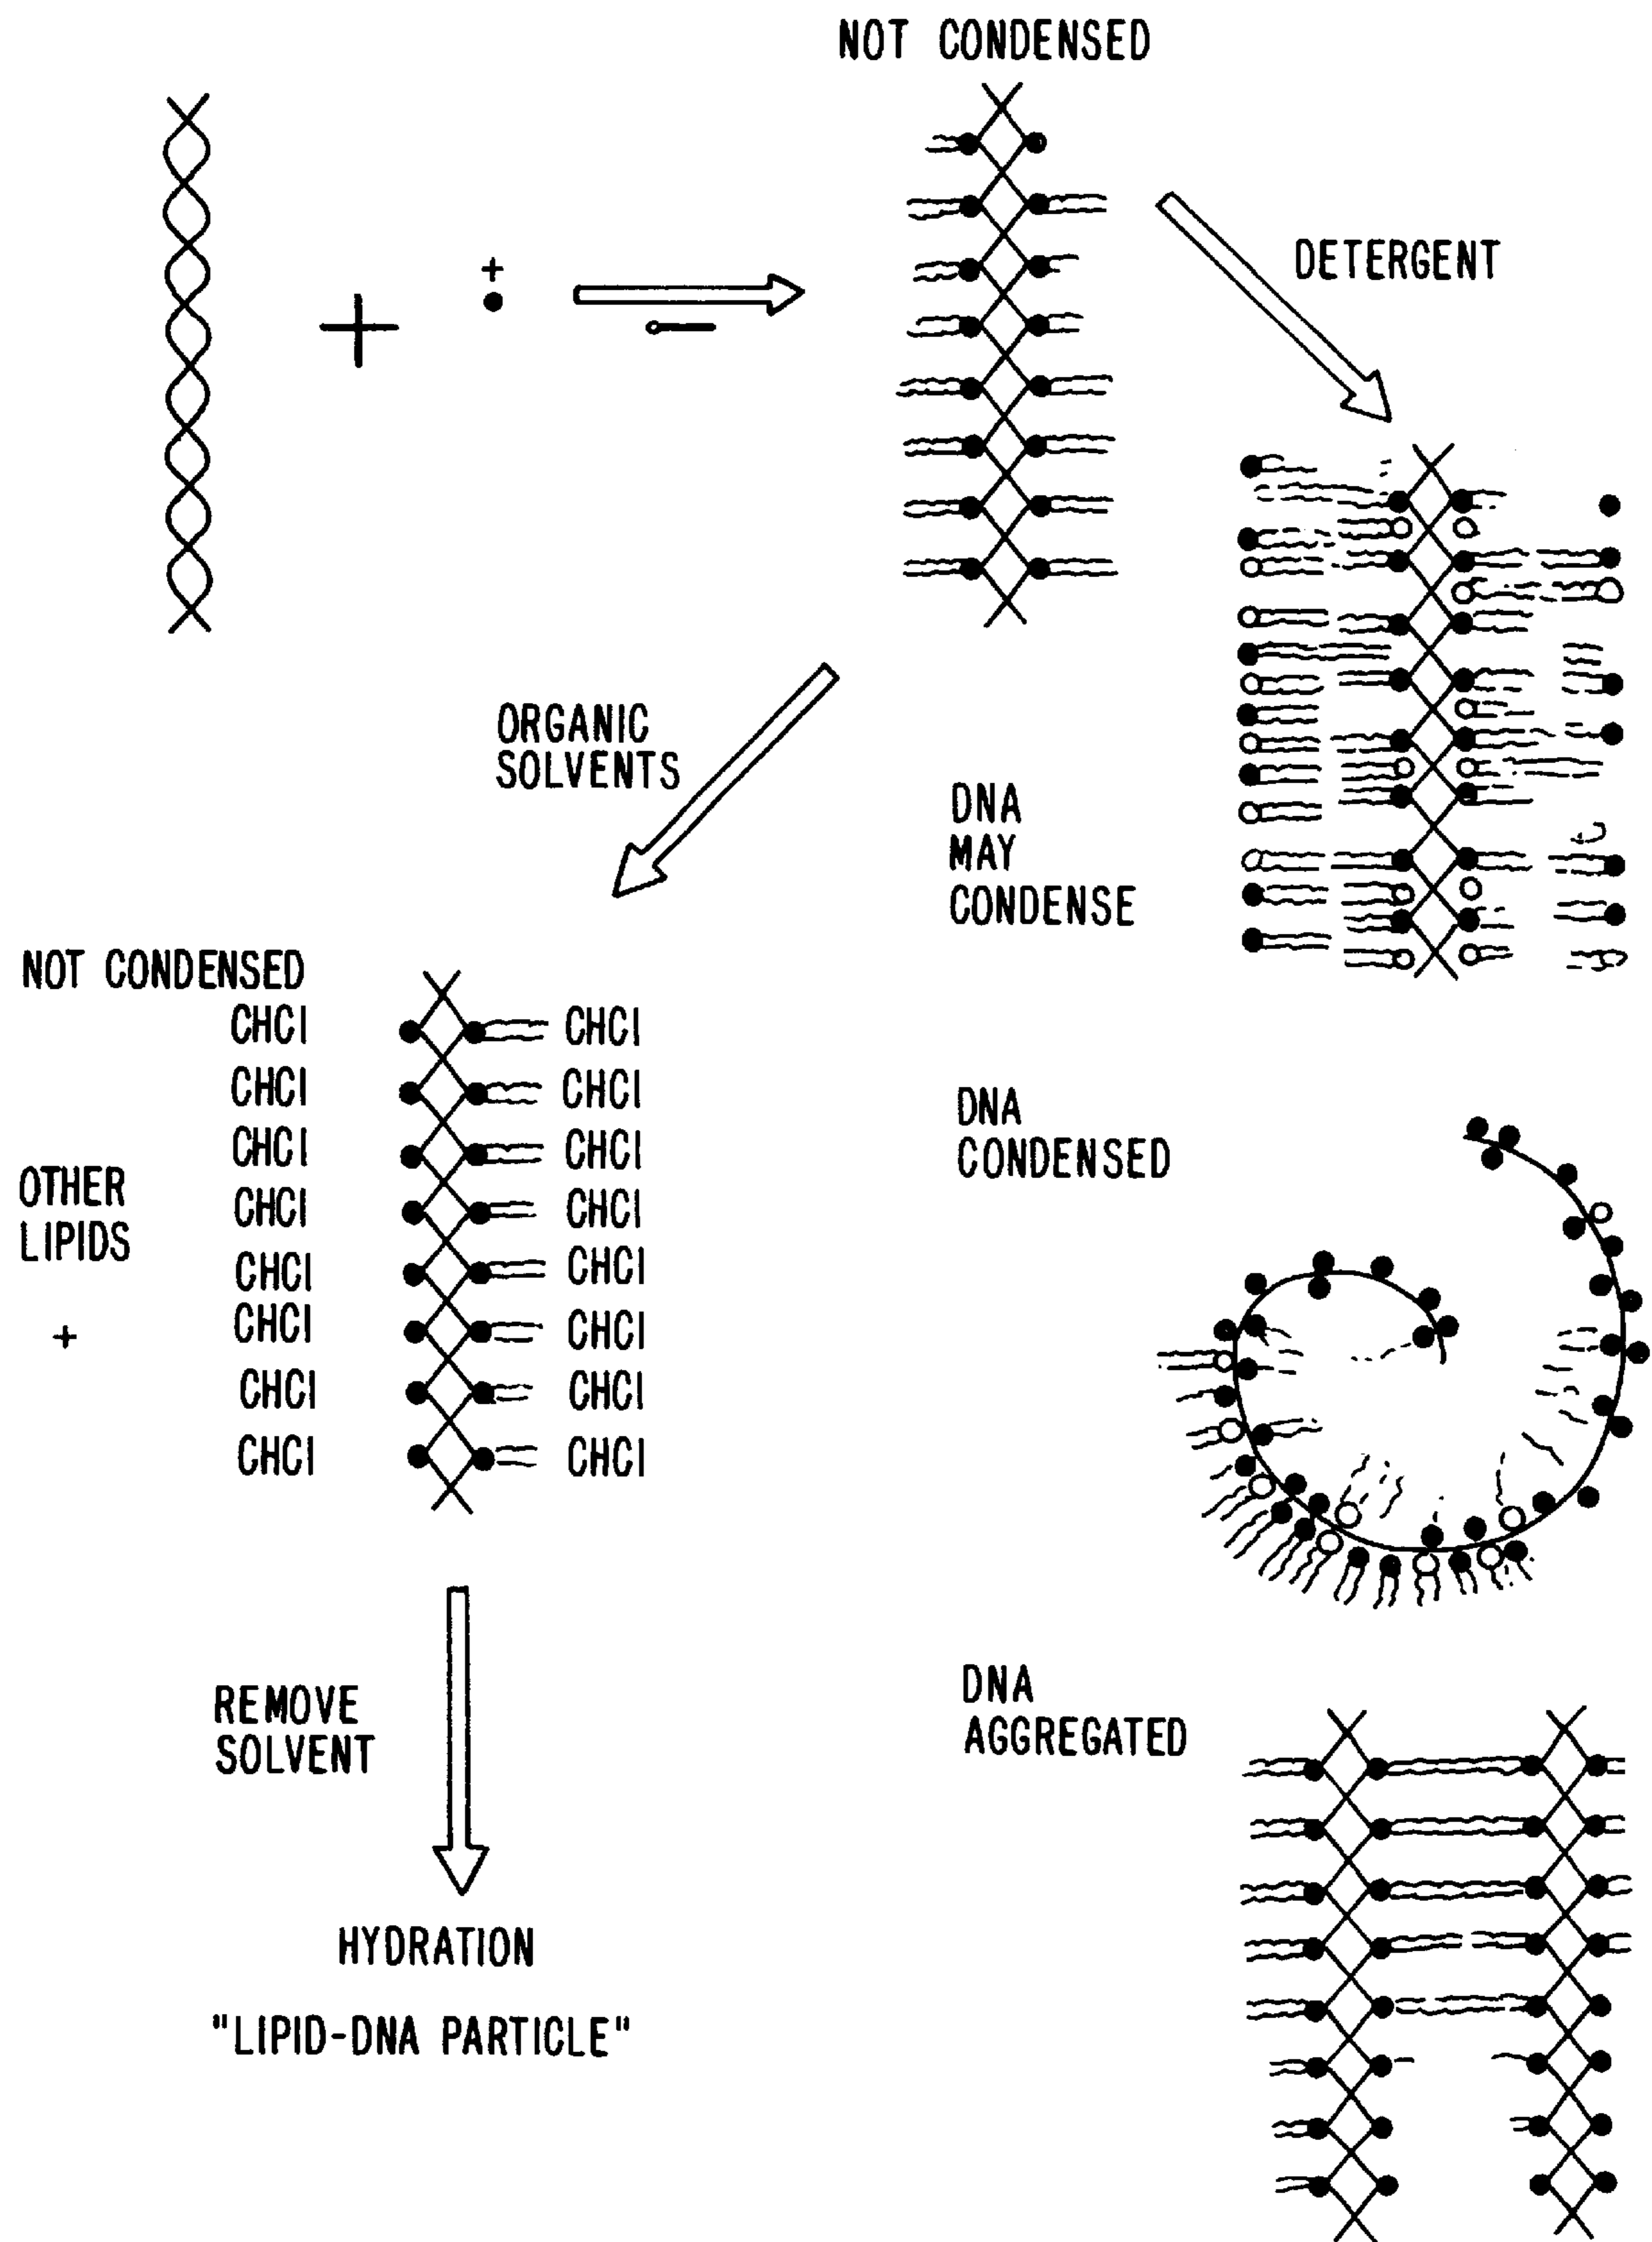 NOT CONDENSED
+
+
DETERGENT
ORGANIC
SOLVENTS
DNA
MAY
CONDENSE
NOT CONDENSED
CHCl CHCl
CHCl CHCl
CHCl CHCl
CHCl CHCl
CHCl CHCl
CHCl CHCl
CHCl CHCl
CHCl CHCl
OTHER
LIPIDS
+
DNA
CONDENSED
REMOVE
SOLVENT
DNA
AGGREGATED
HYDRATION
"LIPID-DNA PARTICLE"